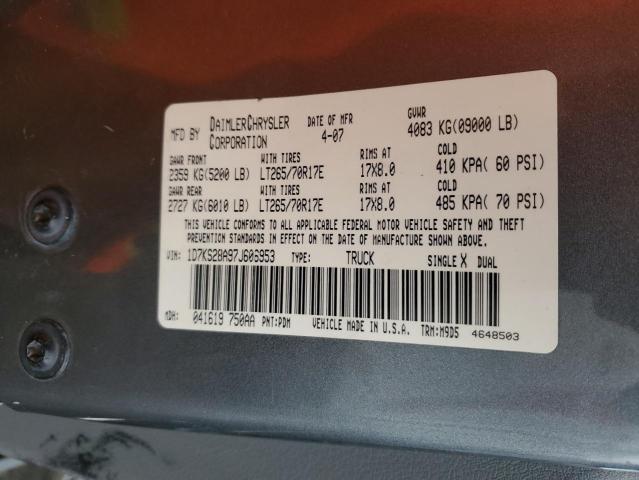 MFD BY DAIMLERCHRYSLER CORPORATION DATE OF MFR 4-07 GVWR 4083 KG(09000 LB)
GAWR FRONT WITH TIRES RIMS AT COLD
2359 KG(5200 LB) LT265/70R17E 17X8.0 410 KPA( 60 PSI)
GAWR REAR WITH TIRES RIMS AT COLD
2727 KG(6010 LB) LT265/70R17E 17X8.0 485 KPA( 70 PSI)
THIS VEHICLE CONFORMS TO ALL APPLICABLE FEDERAL MOTOR VEHICLE SAFETY AND THEFT
PREVENTION STANDARDS IN EFFECT ON THE DATE OF MANUFACTURE SHOWN ABOVE.
VIN: 1D7KS28A97J606953 TYPE: TRUCK SINGLE X DUAL
MDH: 041619 750AA PNT:PDM VEHICLE MADE IN U.S.A. TRM:M9D5 4648503